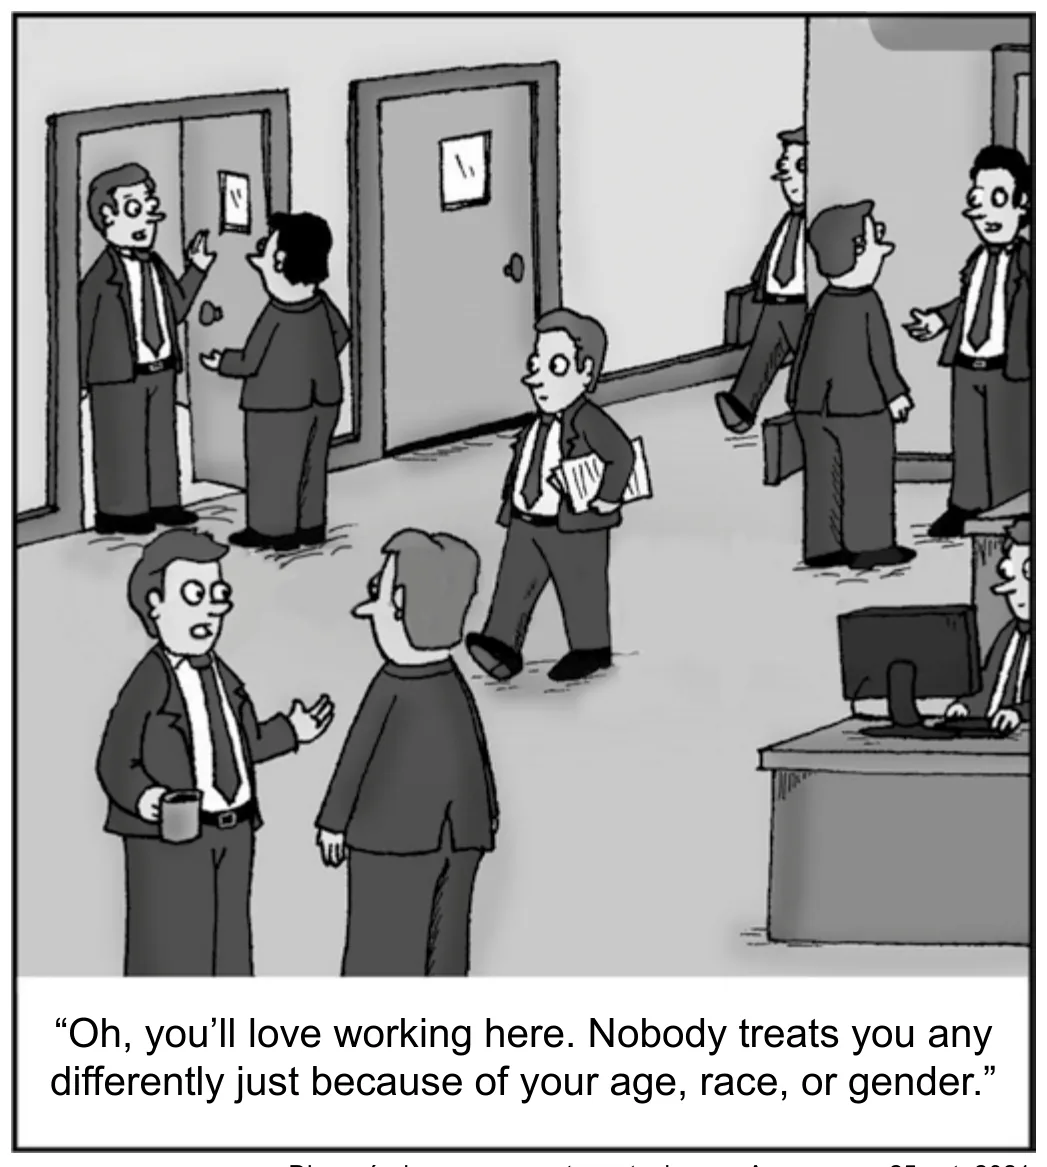 “Oh, you’ll love working here. Nobody treats you any
differently just because of your age, race, or gender.”